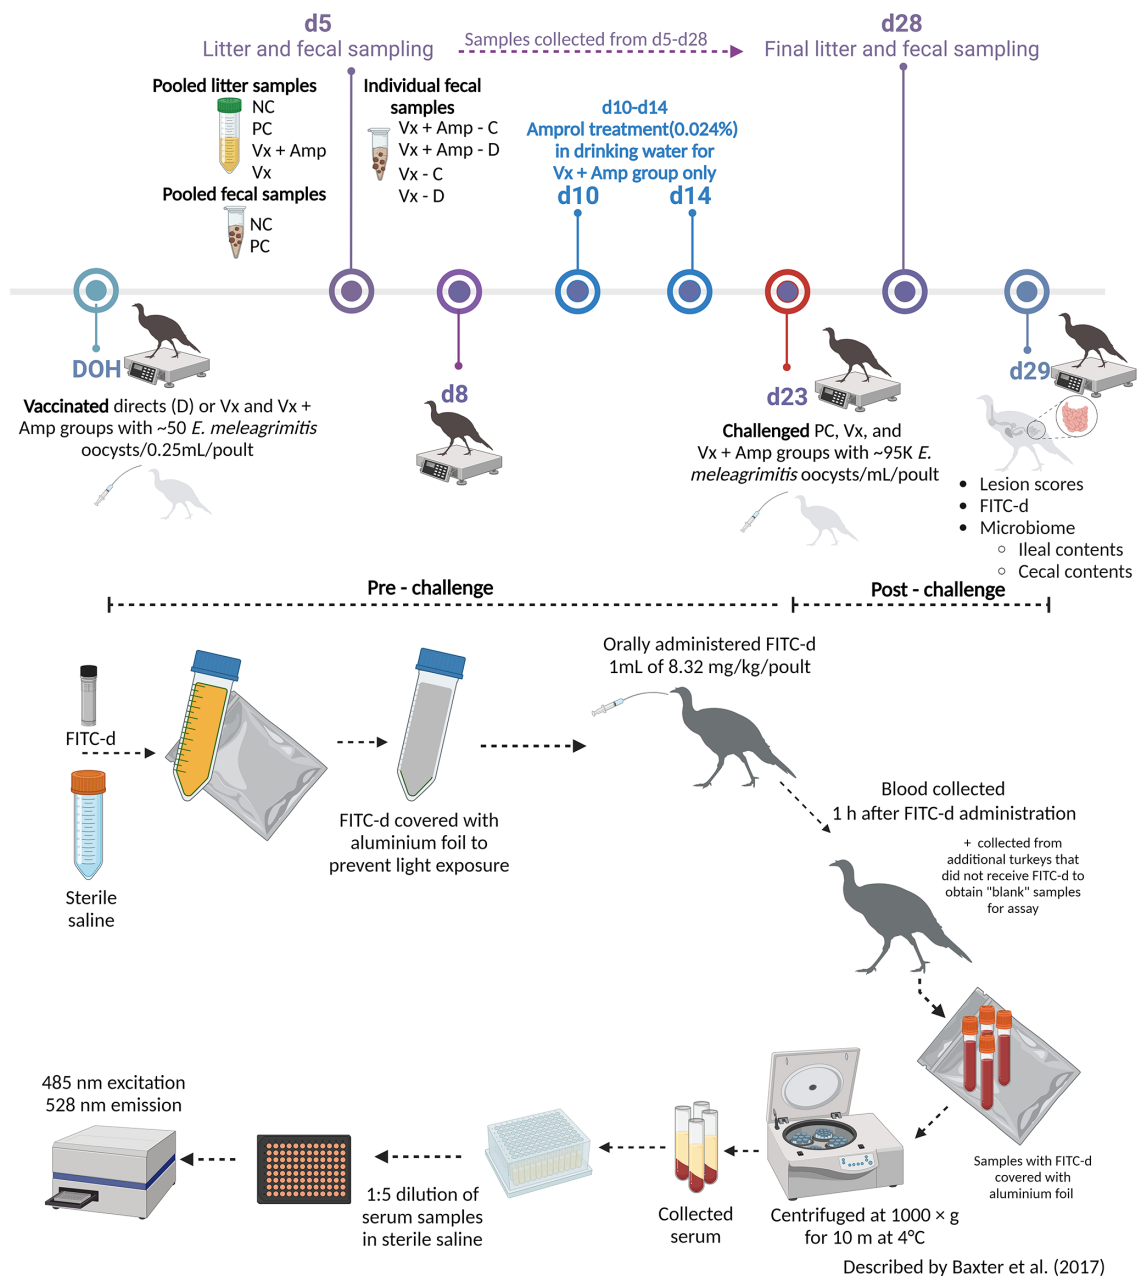 d5
Litter and fecal sampling
Samples collected from d5-d28
d28
Final litter and fecal sampling
Pooled litter samples
NC
PC
Vx + Amp
Vx
Pooled fecal samples
NC
PC
Individual fecal
samples
Vx + Amp - C
Vx + Amp - D
Vx - C
Vx - D
d10-d14
Amprol treatment(0.024%)
in drinking water for
Vx + Amp group only
d10
d14
DOH
Vaccinated directs (D) or Vx and Vx +
Amp groups with ~50 E. meleagrimitis
oocysts/0.25mL/poult
d8
d23
Challenged PC, Vx, and
Vx + Amp groups with ~95K E.
meleagrimitis oocysts/mL/poult
d29
• Lesion scores
• FITC-d
• Microbiome
○ Ileal contents
○ Cecal contents
Pre - challenge
Post - challenge
FITC-d
Sterile
saline
FITC-d covered with
aluminium foil to
prevent light exposure
Orally administered FITC-d
1mL of 8.32 mg/kg/poult
Blood collected
1 h after FITC-d administration
+ collected from
additional turkeys that
did not receive FITC-d to
obtain "blank" samples
for assay
Samples with FITC-d
covered with
aluminium foil
Centrifuged at 1000 × g
for 10 m at 4°C
Collected
serum
1:5 dilution of
serum samples
in sterile saline
485 nm excitation
528 nm emission
Described by Baxter et al. (2017)